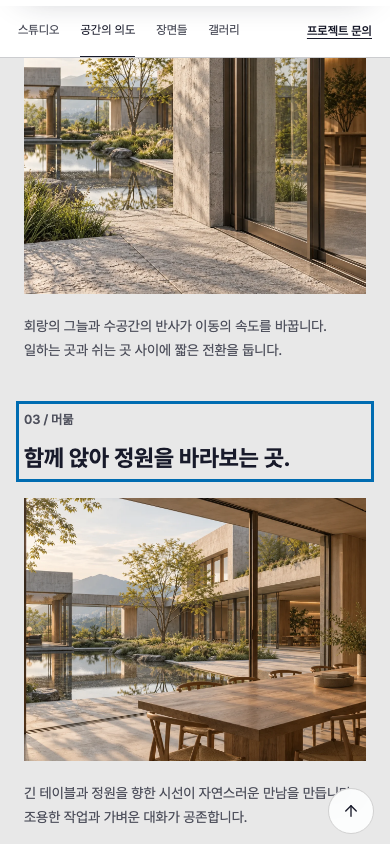 스튜디오
공간의 의도
장면들
갤러리
프로젝트 문의
회랑의 그늘과 수공간의 반사가 이동의 속도를 바꿉니다.
일하는 곳과 쉬는 곳 사이에 짧은 전환을 둡니다.
03 / 머묾
함께 앉아 정원을 바라보는 곳.
긴 테이블과 정원을 향한 시선이 자연스러운 만남을
조용한 작업과 가벼운 대화가 공존합니다.